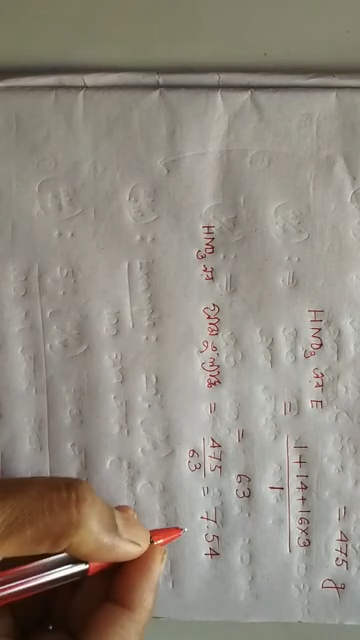 = 475 g
HNO₃ এর E = (1+14+16×3)/1
= 63
HNO₃ এর = 475/63 = 7.54